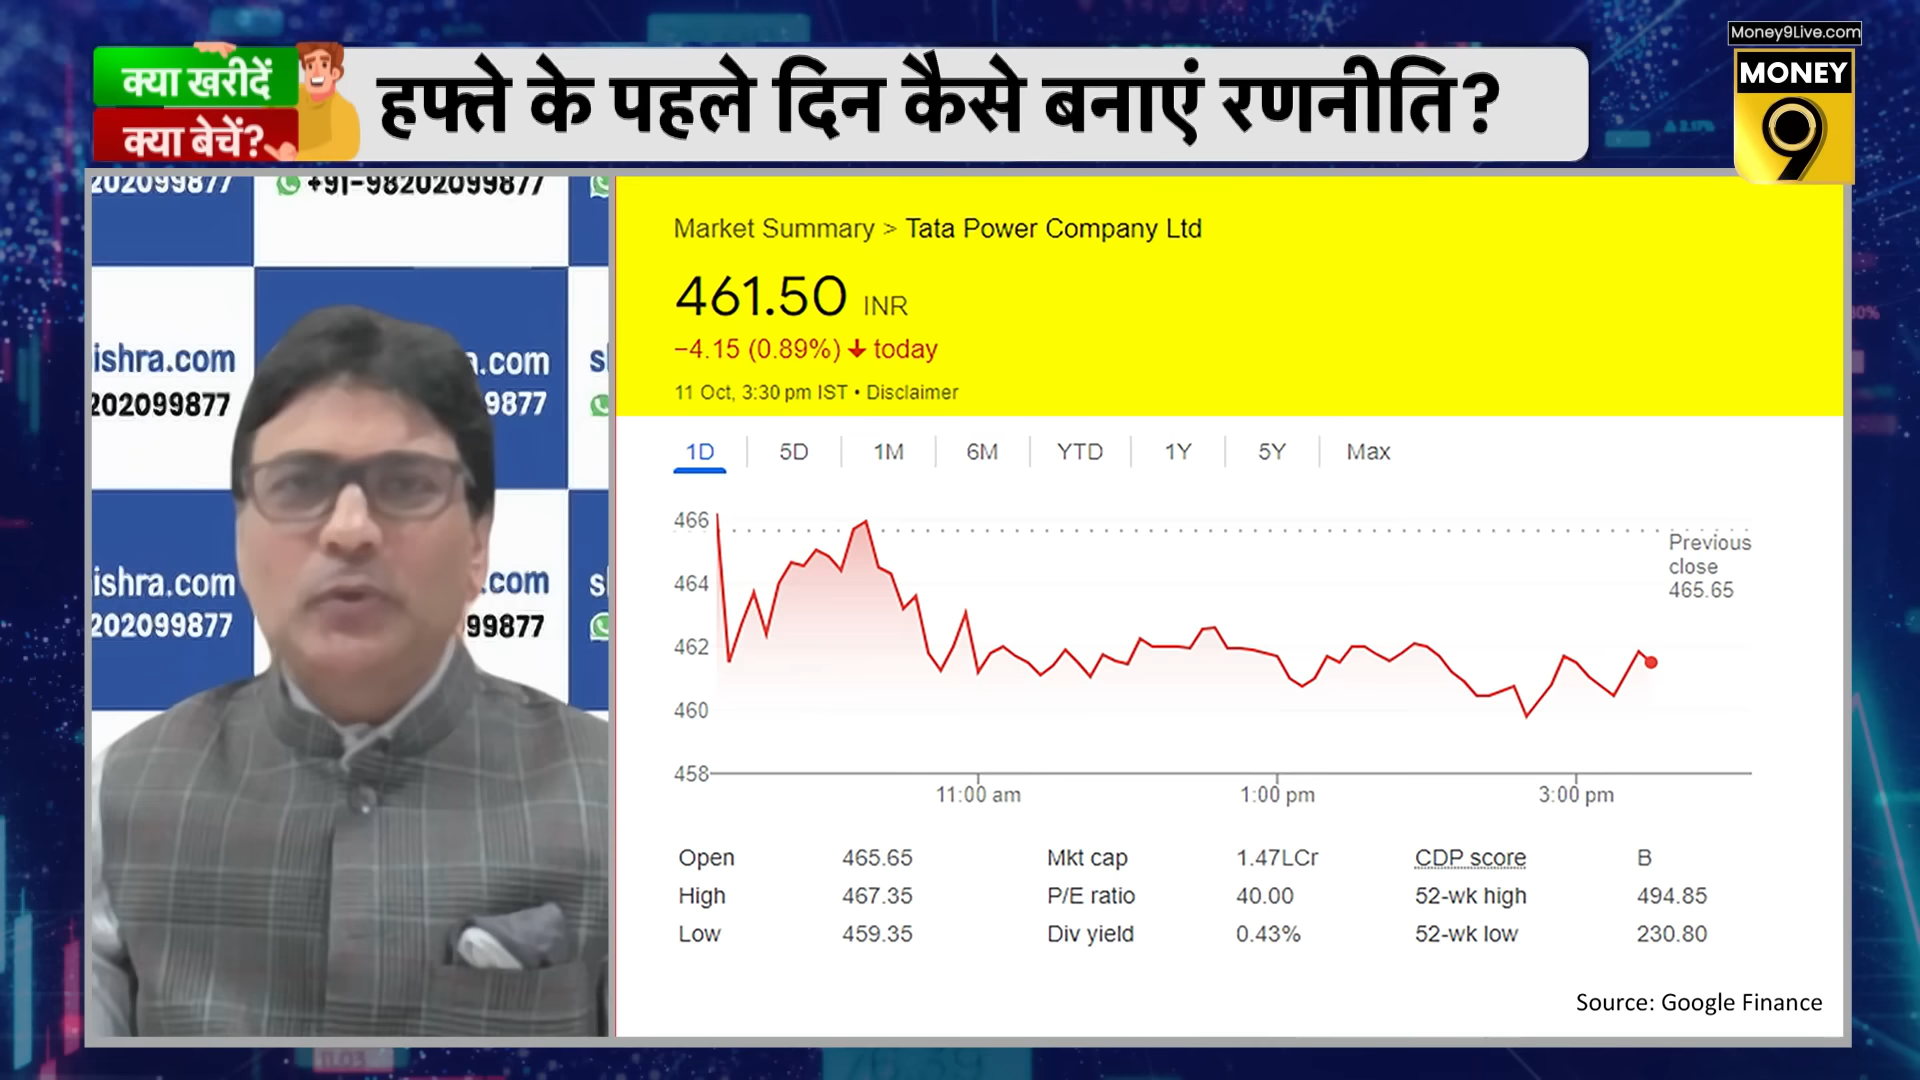 Money9Live.com
MONEY
9
क्या खरीदें
क्या बेचें?
हफ्ते के पहले दिन कैसे बनाएं रणनीति?
202099877
+91-98202099877
ishra.com
202099877
.com
9877
ishra.com
202099877
.com
99877
Market Summary > Tata Power Company Ltd
461.50 INR
−4.15 (0.89%) ↓ today
11 Oct, 3:30 pm IST • Disclaimer
1D 5D 1M 6M YTD 1Y 5Y Max
466
464
462
460
458
Previous
close
465.65
11:00 am 1:00 pm 3:00 pm
Open 465.65 Mkt cap 1.47LCr CDP score B
High 467.35 P/E ratio 40.00 52-wk high 494.85
Low 459.35 Div yield 0.43% 52-wk low 230.80
Source: Google Finance